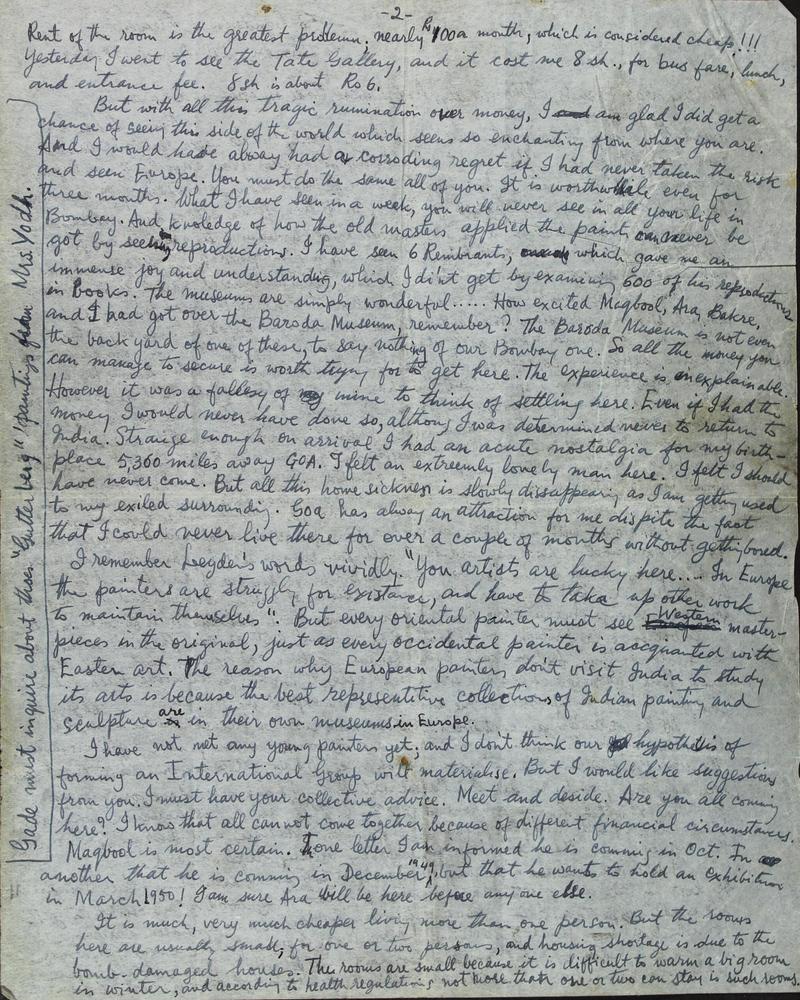 -2-
Rent of the room is the greatest problem, nearly Rs 100 a month, which is considered cheap!!!
Yesterday I went to see the Tate Gallery, and it cost me 8 sh., for bus fare, lunch,
and entrance fee. 8 sh is about Rs 6.
But with all this tragic rumination over money, I am glad I did get a
chance of seeing this side of the world which seems so enchanting from where you are.
And I would have alway had a corroding regret if I had never taken the risk
and seen Europe. You must do the same all of you. It is worthwhile even for
three months. What I have seen in a week, you will never see in all your life in
Bombay. And knoledge of how the old masters applied the paint can never be
got by seeing reproductions. I have seen 6 Rembrants, which gave me an
immense joy and understanding, which I did'nt get by examining 600 of his reproductions
in books. The museums are simply wonderful..... How excited Maqbool, Ara, Bakre,
and I had got over the Baroda Museum, remember? The Baroda Museum is not even
the back yard of one of these, to say nothing of our Bombay one. So all the money you
can manage to secure is worth trying for to get here. The experience is inexplainable.
However it was a fallesy of mine to think of settling here. Even if I had the
money I would never have done so, althoug I was determined never to return to
India. Strange enough on arrival I had an acute nostalgia for my birth-
place 5,360 miles away GOA. I felt an extreemly lonely man here. I felt I should
have never come. But all this home sickness is slowly dissappearing as I am getting used
to my exiled surrounding. Goa has alway an attraction for me dispite the fact
that I could never live there for over a couple of months without getting bored.
I remember Leyden's words vividly. "You artists are lucky here.... In Europe
the painters are struggly for existance, and have to take up other work
to maintain themselves". But every oriental painter must see Western master-
pieces in the original, just as every occidental painter is acquanted with
Eastern art. The reason why European painters don't visit India to study
its arts is because the best representitive collections of Indian painting and
sculpture are in their own museums in Europe.
I have not met any young painters yet; and I don't think our hypothesis of
forming an International Group will materialise. But I would like suggestions
from you. I must have your collective advice. Meet and deside. Are you all coming
here? I know that all cannot come together because of different financial circumstances.
Maqbool is most certain. In one letter I am informed he is comming in Oct. In
another that he is comming in December 1949, but that he wants to hold an exhibition
in March 1950! I am sure Ara will be here before any one else.
It is much, very much cheaper living more than one person. But the rooms
here are usually small, for one or two persons, and housing shortage is due to the
bomb-damaged houses. The rooms are small because it is difficult to warm a big room
in winter, and according to health regulations not more than one or two can stay is such rooms.
Gade must inquire about those "Gutterberg" paintings from Mrs Yodh.